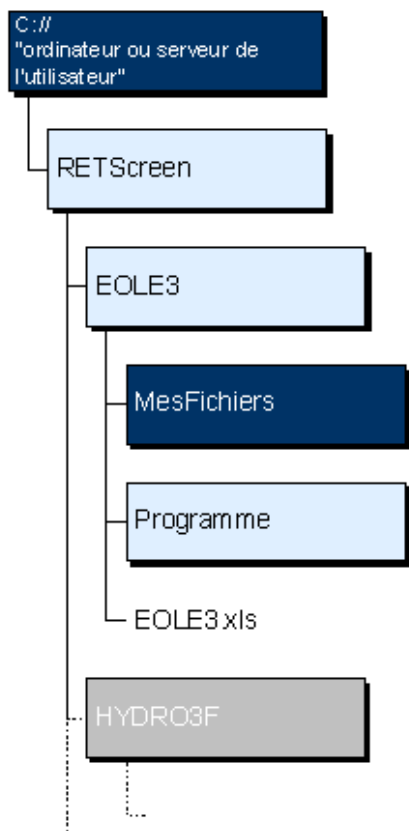 C://
"ordinateur ou serveur de
l'utilisateur"
RETScreen
EOLE3
MesFichiers
Programme
EOLE3.xls
HYDRO3F